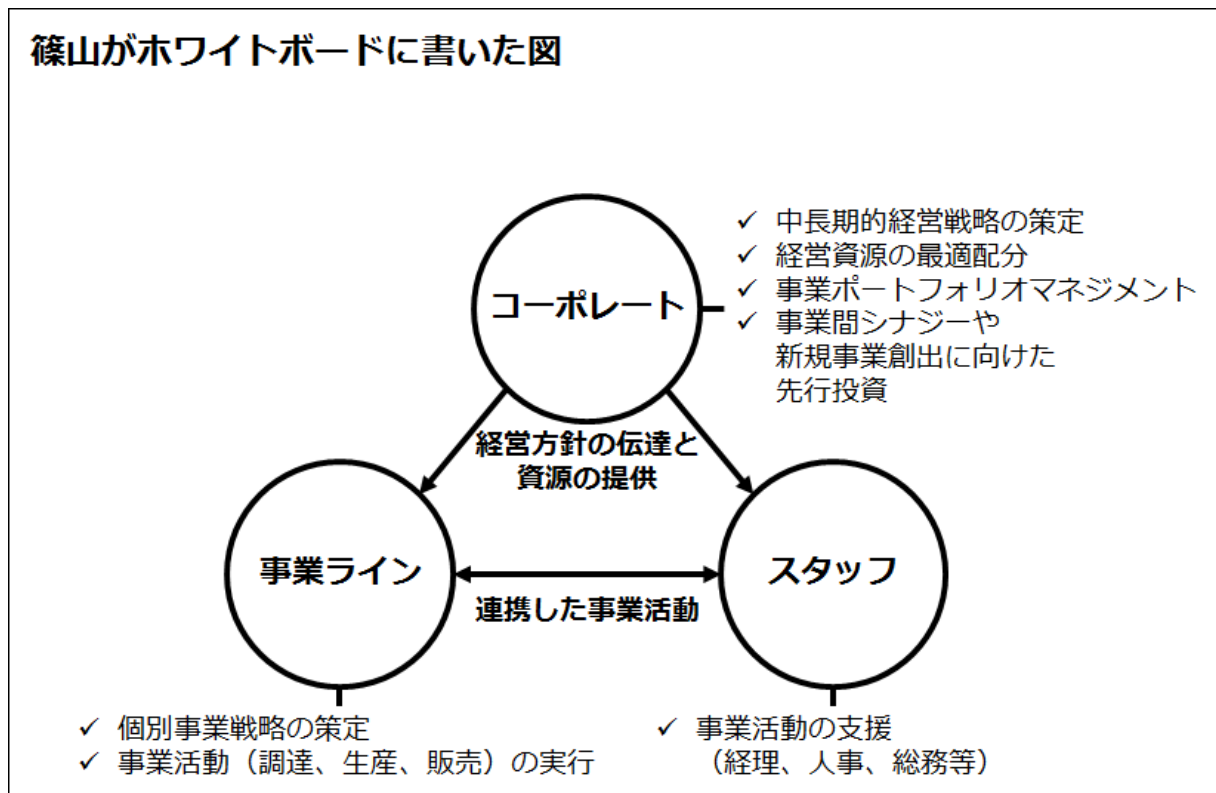 篠山がホワイトボードに書いた図
コーポレート
✓ 中長期的経営戦略の策定
✓ 経営資源の最適配分
✓ 事業ポートフォリオマネジメント
✓ 事業間シナジーや
新規事業創出に向けた
先行投資
経営方針の伝達と
資源の提供
事業ライン
スタッフ
連携した事業活動
✓ 個別事業戦略の策定
✓ 事業活動（調達、生産、販売）の実行
✓ 事業活動の支援
（経理、人事、総務等）